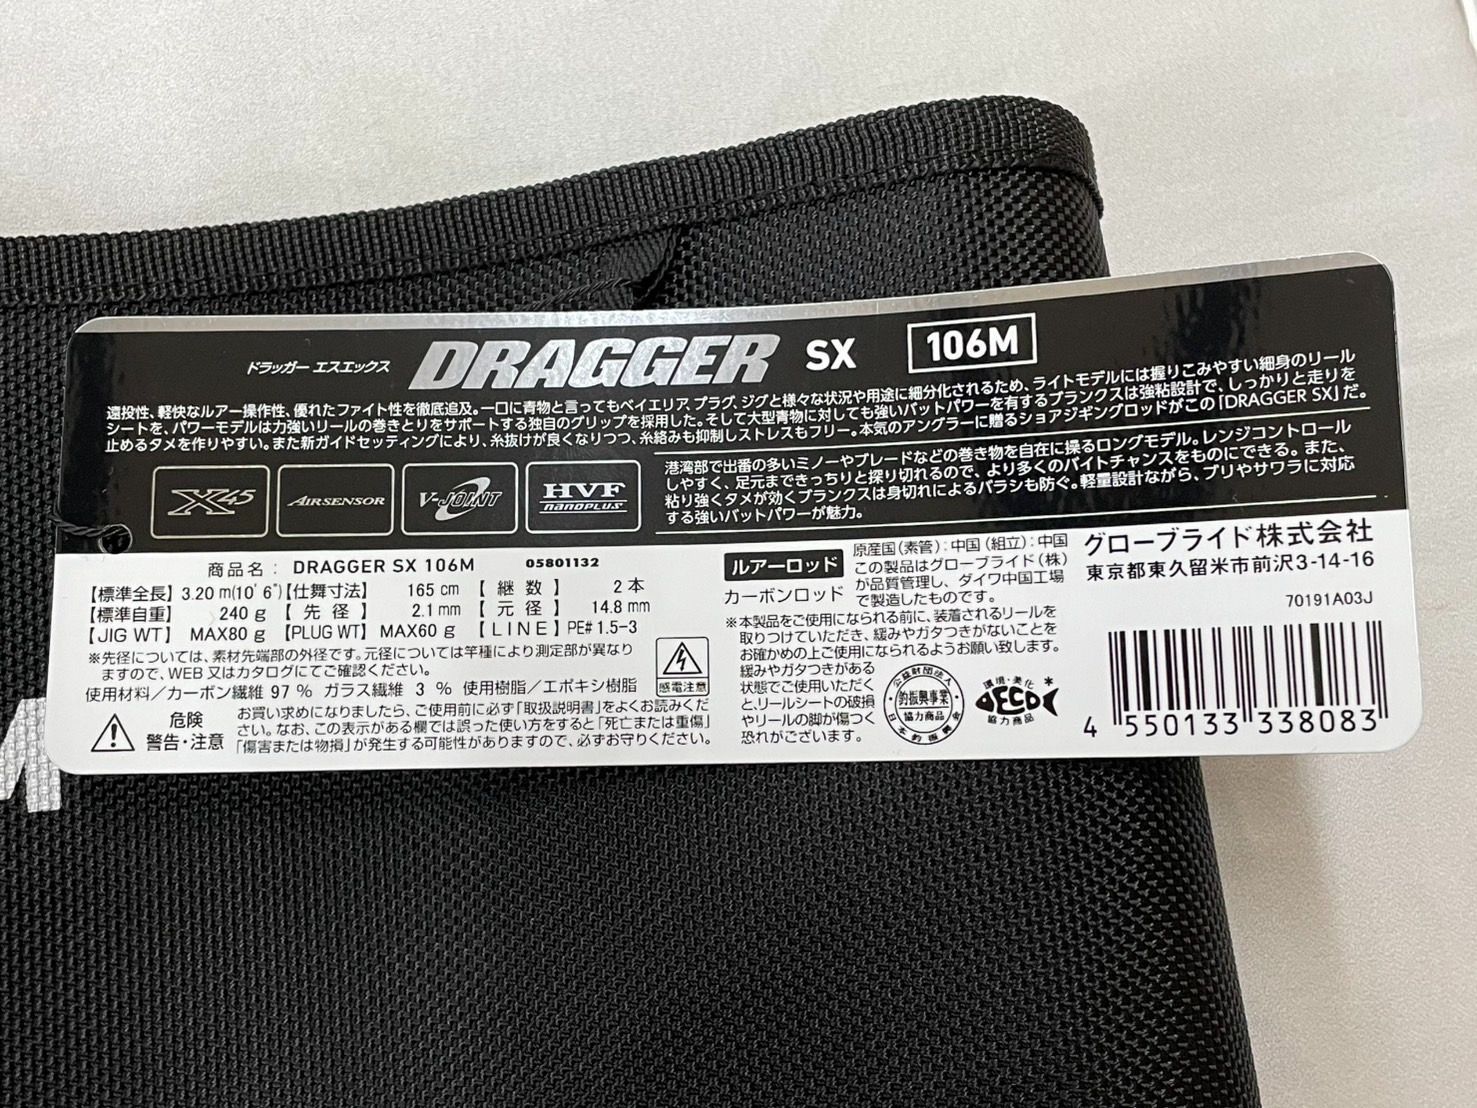 ドラッガー エスエックス DRAGGER SX 106M
遠投性、軽快なルアー操作性、優れたファイト性を徹底追及。一口に青物と言ってもベイエリア、プラグ、ジグと様々な状況や用途に細分化されるため、ライトモデルには握りこみやすい細身のリール
シートを、パワーモデルは力強いリールの巻きとりをサポートする独自のグリップを採用した。そして大型青物に対しても強いバットパワーを有するブランクスは強粘設計で、しっかりと走りを
止めるタメを作りやすい。また新ガイドセッティングにより、糸抜けが良くなりつつ、糸絡みも抑制しストレスもフリー。本気のアングラーに贈るショアジギングロッドがこの「DRAGGER SX」だ。
X45
AIRSENSOR
V-JOINT
HVF
nanoplus
港湾部で出番の多いミノーやブレードなどの巻き物を自在に操るロングモデル。レンジコントロール
しやすく、足元まできっちりと探り切れるので、より多くのバイトチャンスをものにできる。また、
粘り強くタメが効くブランクスは身切れによるバラシも防ぐ。軽量設計ながら、ブリやサワラに対応
する強いバットパワーが魅力。
商品名： DRAGGER SX 106M 05801132
【標準全長】3.20 m(10'6")【仕舞寸法】 165 cm 【継数】 2本
【標準自重】 240 g 【先径】 2.1 mm 【元径】 14.8 mm
【JIG WT】 MAX80 g 【PLUG WT】 MAX60 g 【LINE】PE# 1.5-3
※先径については、素材先端部の外径です。元径については竿種により測定部が異なり
ますので、WEB又はカタログにてご確認ください。
使用材料／カーボン繊維 97 % ガラス繊維 3 % 使用樹脂／エポキシ樹脂
感電注意
危険
警告・注意
お買い求めになりましたら、ご使用前に必ず「取扱説明書」をよくお読みくだ
さい。なお、この表示がある欄では誤った使い方をすると「死亡または重傷」
「傷害または物損」が発生する可能性がありますので、必ずお守りください。
ルアーロッド
カーボンロッド
原産国（素管）：中国（組立）：中国
この製品はグローブライド（株）
が品質管理し、ダイワ中国工場
で製造したものです。
※本製品をご使用になられる前に、装着されるリールを
取りつけていただき、緩みやガタつきがないことを
お確かめの上ご使用になられるようお願い致します。
緩みやガタつきがある
状態でご使用いただく
と、リールシートの破損
やリールの脚が傷つく
恐れがございます。
公益財団法人
釣振興事業
協力商品
日本釣振興会
環境・美化
DECO
協力商品
グローブライド株式会社
東京都東久留米市前沢3-14-16
70191A03J
4 550133 338083
M